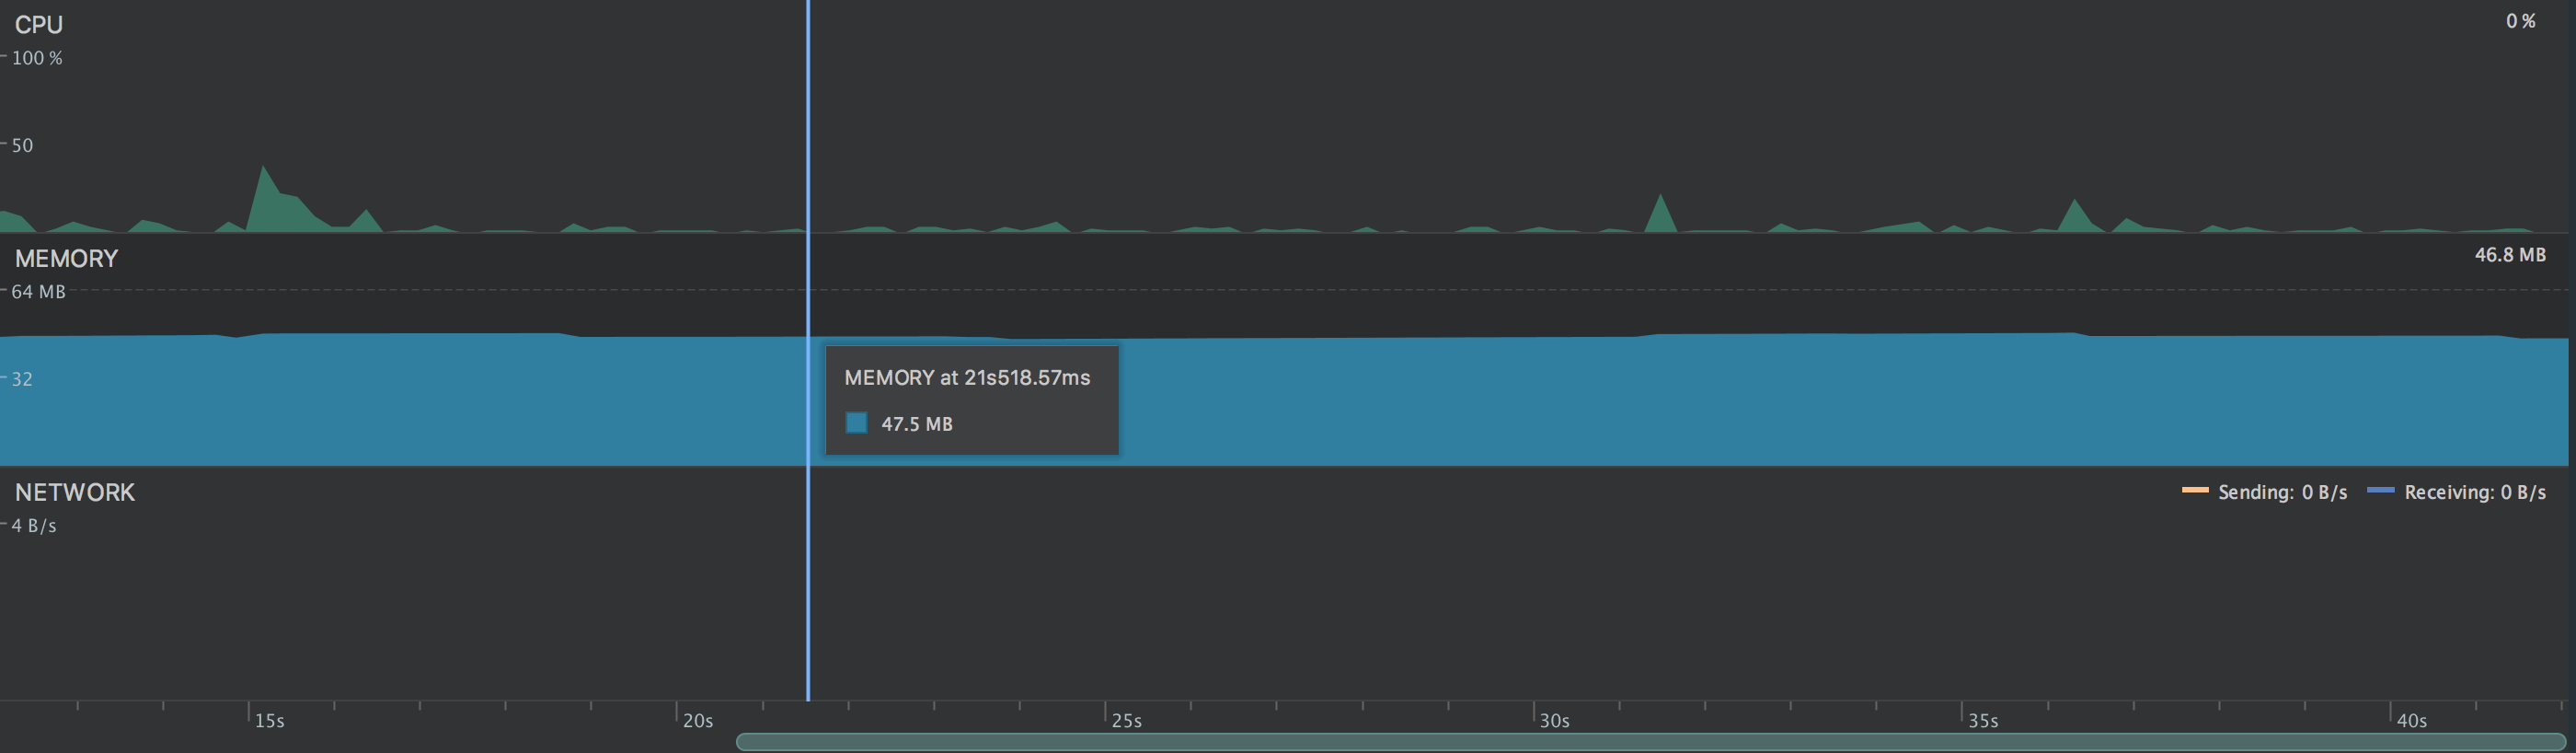 CPU
0 %
100 %
50
MEMORY
46.8 MB
64 MB
32
MEMORY at 21s518.57ms
47.5 MB
NETWORK
Sending: 0 B/s Receiving: 0 B/s
4 B/s
15s 20s 25s 30s 35s 40s